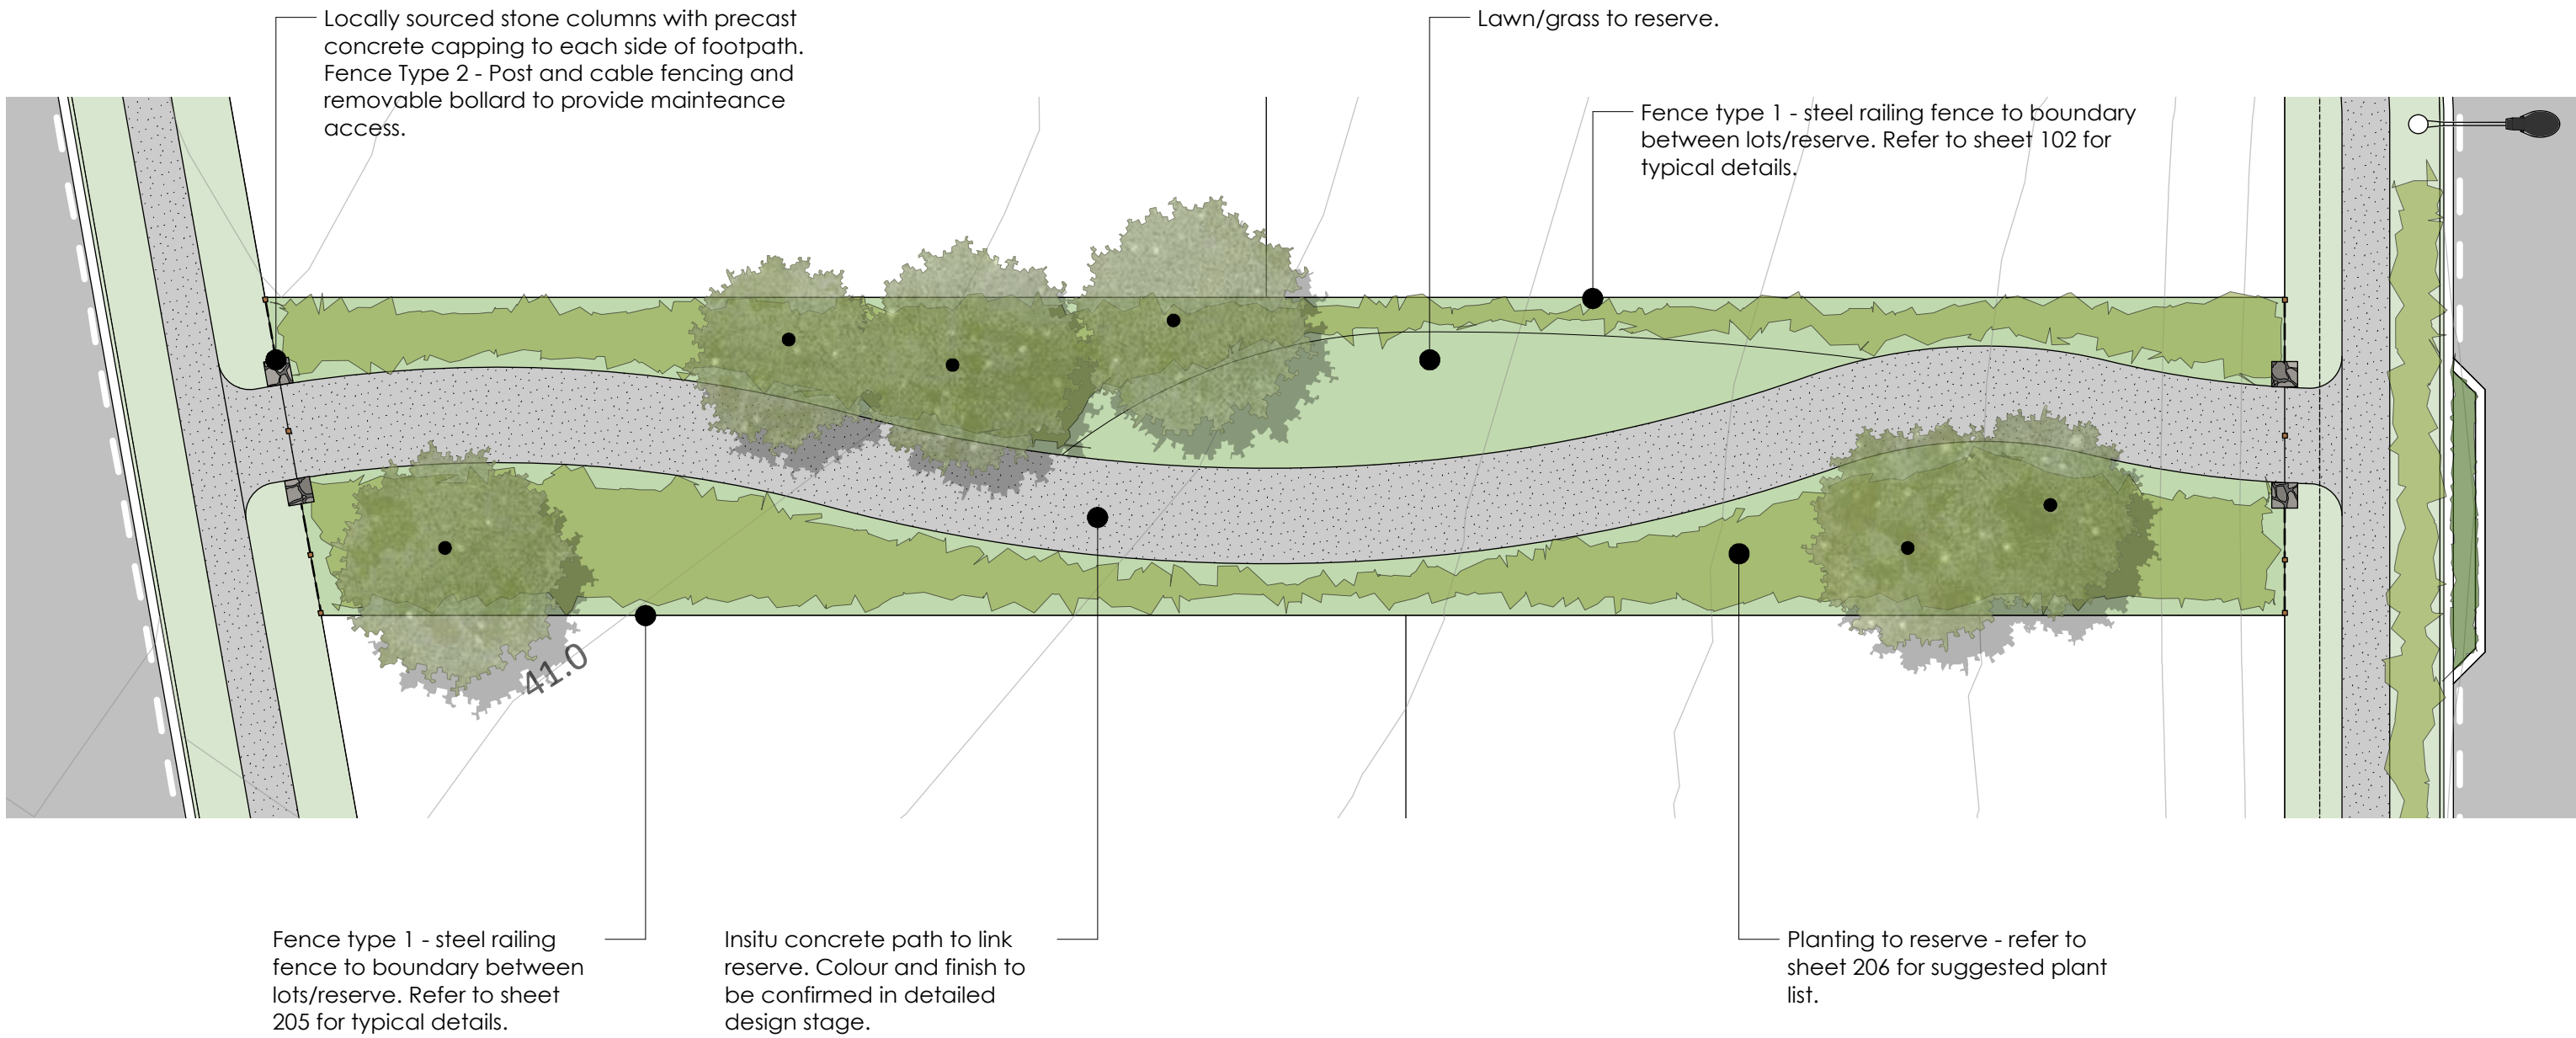 Locally sourced stone columns with precast
concrete capping to each side of footpath.
Fence Type 2 - Post and cable fencing and
removable bollard to provide mainteance
access.
Lawn/grass to reserve.
Fence type 1 - steel railing fence to boundary
between lots/reserve. Refer to sheet 102 for
typical details.
41.0
Fence type 1 - steel railing
fence to boundary between
lots/reserve. Refer to sheet
205 for typical details.
Insitu concrete path to link
reserve. Colour and finish to
be confirmed in detailed
design stage.
Planting to reserve - refer to
sheet 206 for suggested plant
list.